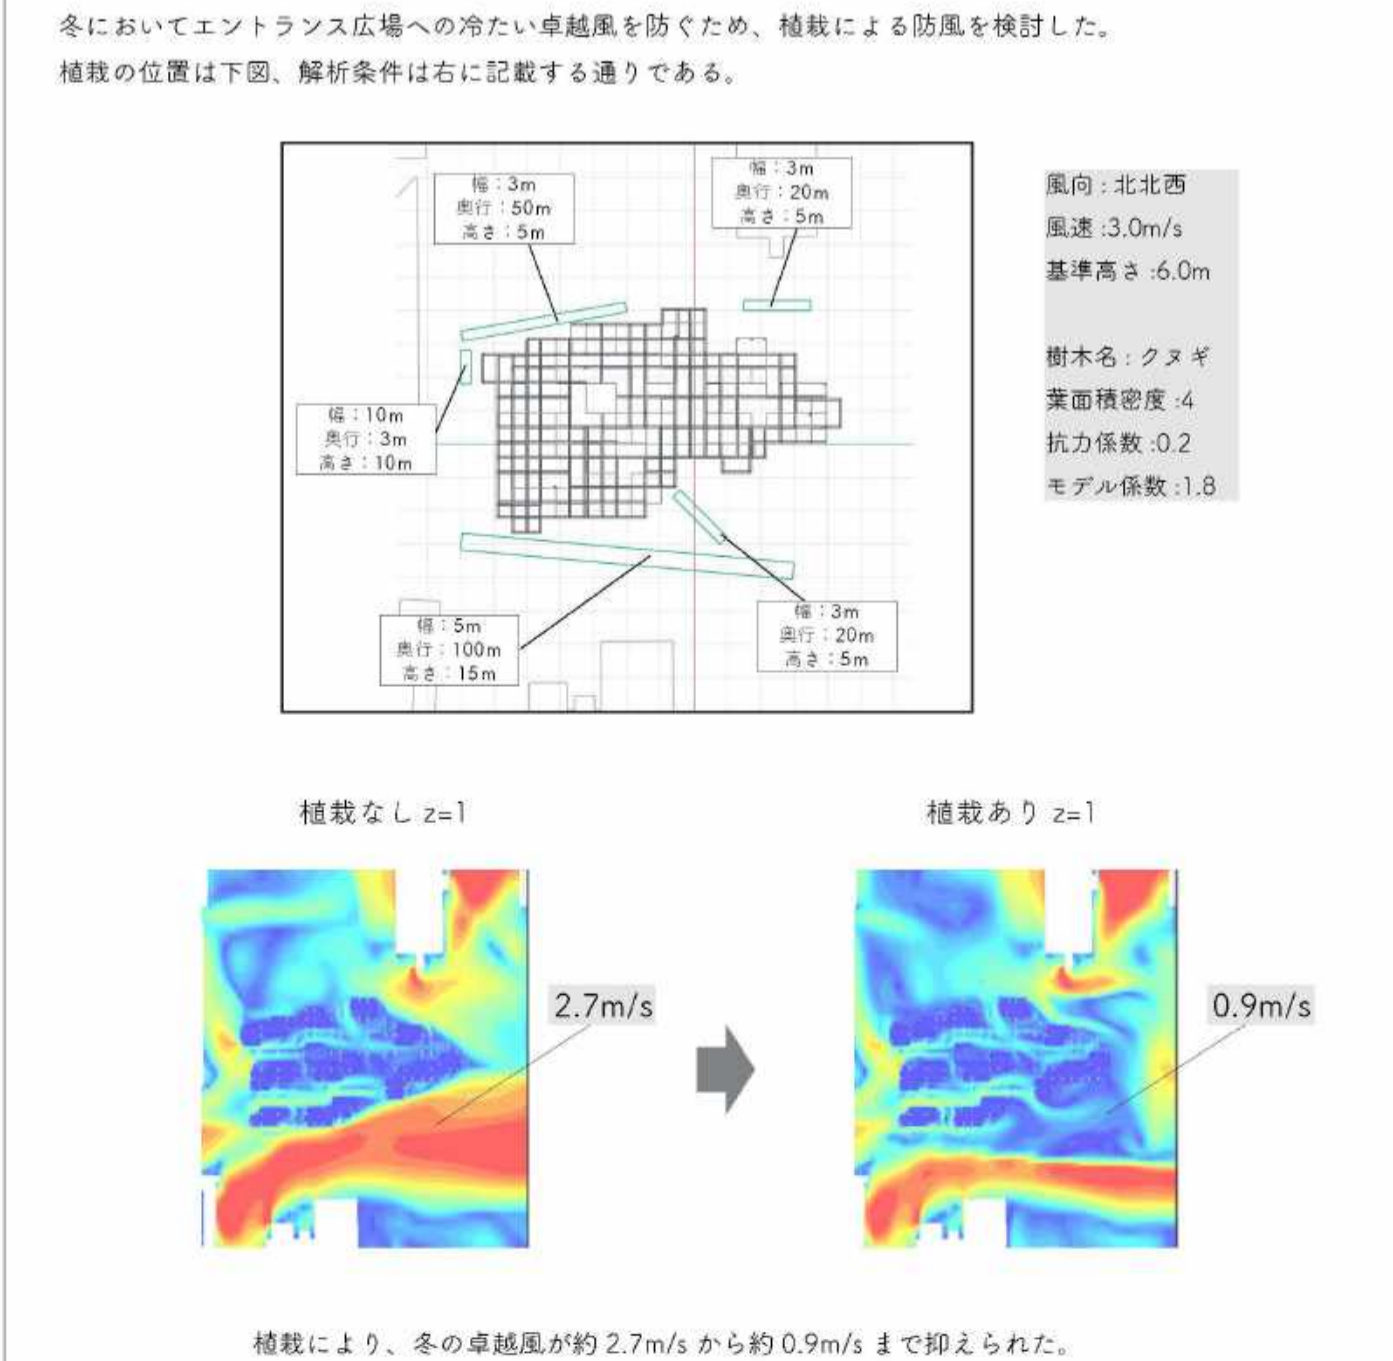 冬においてエントランス広場への冷たい卓越風を防ぐため、植栽による防風を検討した。
植栽の位置は下図、解析条件は右に記載する通りである。
幅：3m
奥行：50m
高さ：5m
幅：3m
奥行：20m
高さ：5m
幅：10m
奥行：3m
高さ：10m
幅：5m
奥行：100m
高さ：15m
幅：3m
奥行：20m
高さ：5m
風向 : 北北西
風速 :3.0m/s
基準高さ :6.0m
樹木名 : クヌギ
葉面積密度 :4
抗力係数 :0.2
モデル係数 :1.8
植栽なし z=1
植栽あり z=1
2.7m/s
0.9m/s
植栽により、冬の卓越風が約 2.7m/s から約 0.9m/s まで抑えられた。